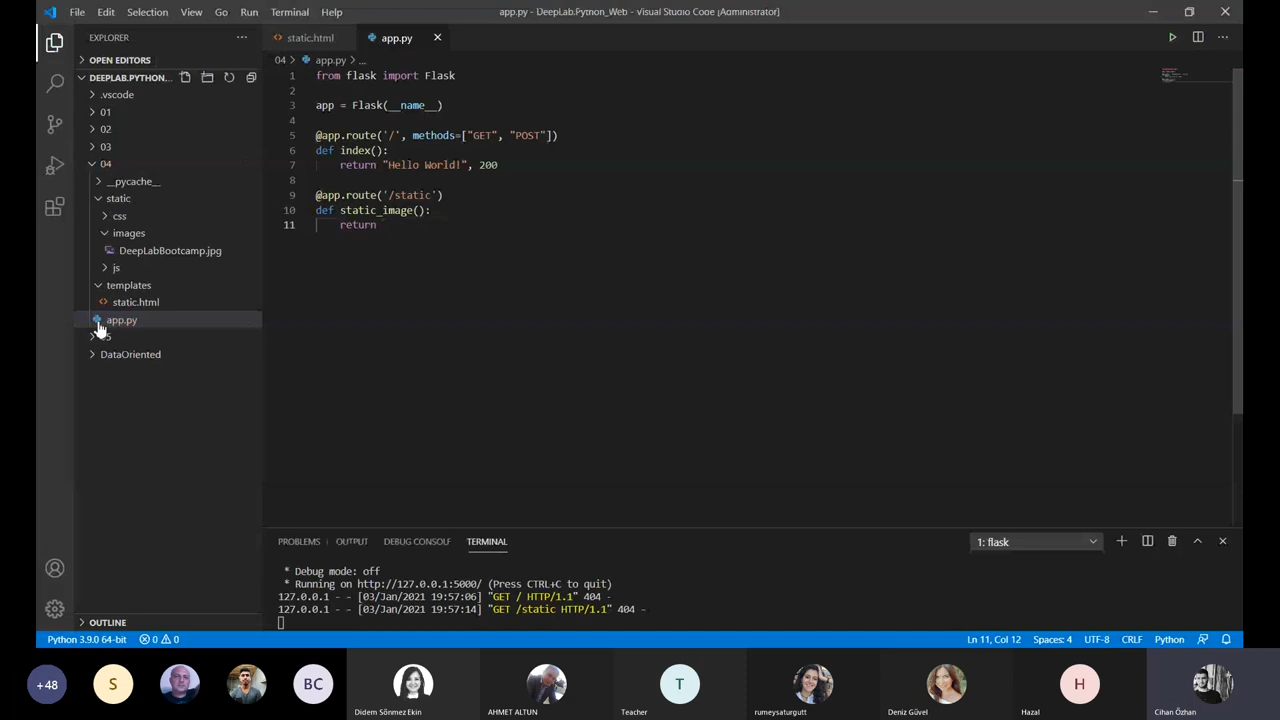 File Edit Selection View Go Run Terminal Help
app.py - DeepLab.Python_Web - Visual Studio Code [Administrator]
EXPLORER
static.html app.py
OPEN EDITORS
04 app.py ...
DEEPLAB.PYTHON...
.vscode
01
02
03
04
__pycache__
static
css
images
DeepLabBootcamp.jpg
js
templates
static.html
app.py
DataOriented
OUTLINE
1 from flask import Flask
2
3 app = Flask(__name__)
4
5 @app.route('/', methods=["GET", "POST"])
6 def index():
7 return "Hello World!", 200
8
9 @app.route('/static')
10 def static_image():
11 return
PROBLEMS OUTPUT DEBUG CONSOLE TERMINAL
1: flask
* Debug mode: off
* Running on http://127.0.0.1:5000/ (Press CTRL+C to quit)
127.0.0.1 - - [03/Jan/2021 19:57:06] "GET / HTTP/1.1" 404 -
127.0.0.1 - - [03/Jan/2021 19:57:14] "GET /static HTTP/1.1" 404 -
Python 3.9.0 64-bit 0 0
Ln 11, Col 12 Spaces: 4 UTF-8 CRLF Python
+48 S BC T H
Didem Sönmez Ekin AHMET ALTUN Teacher rumeysaturgutt Deniz Güvel Hazal Cihan Özhan